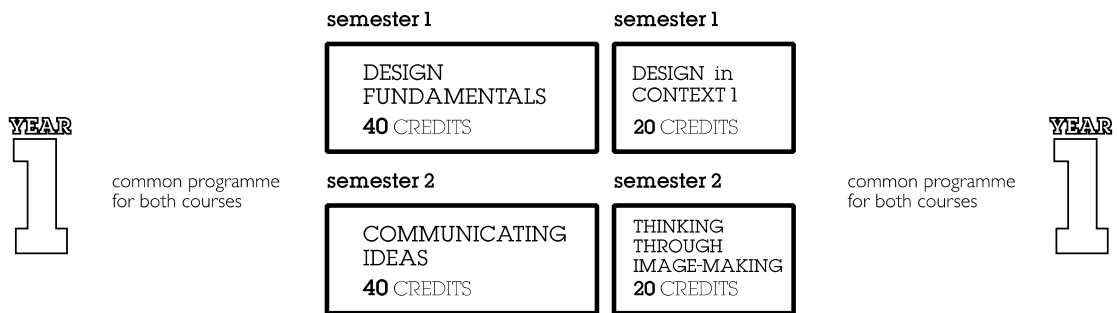 semester 1
semester 1
DESIGN
FUNDAMENTALS
40 CREDITS
DESIGN in
CONTEXT 1
20 CREDITS
YEAR
1
common programme
for both courses
semester 2
semester 2
COMMUNICATING
IDEAS
40 CREDITS
THINKING
THROUGH
IMAGE-MAKING
20 CREDITS
common programme
for both courses
YEAR
1